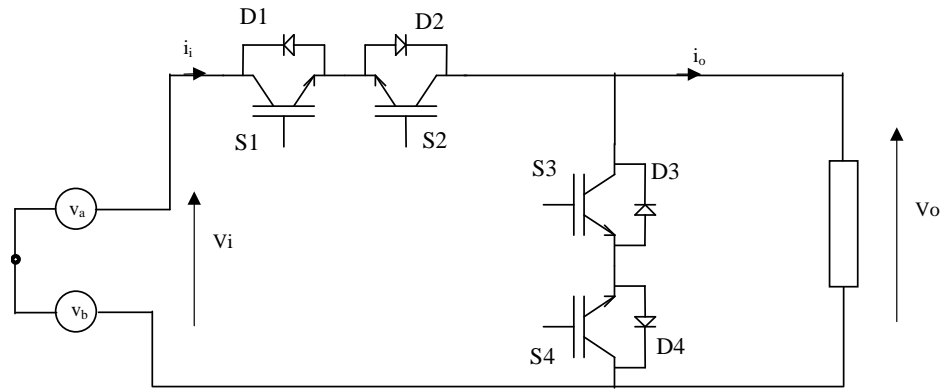 D1
D2
i_i
i_o
S1
S2
S3
D3
v_a
Vi
Vo
v_b
S4
D4